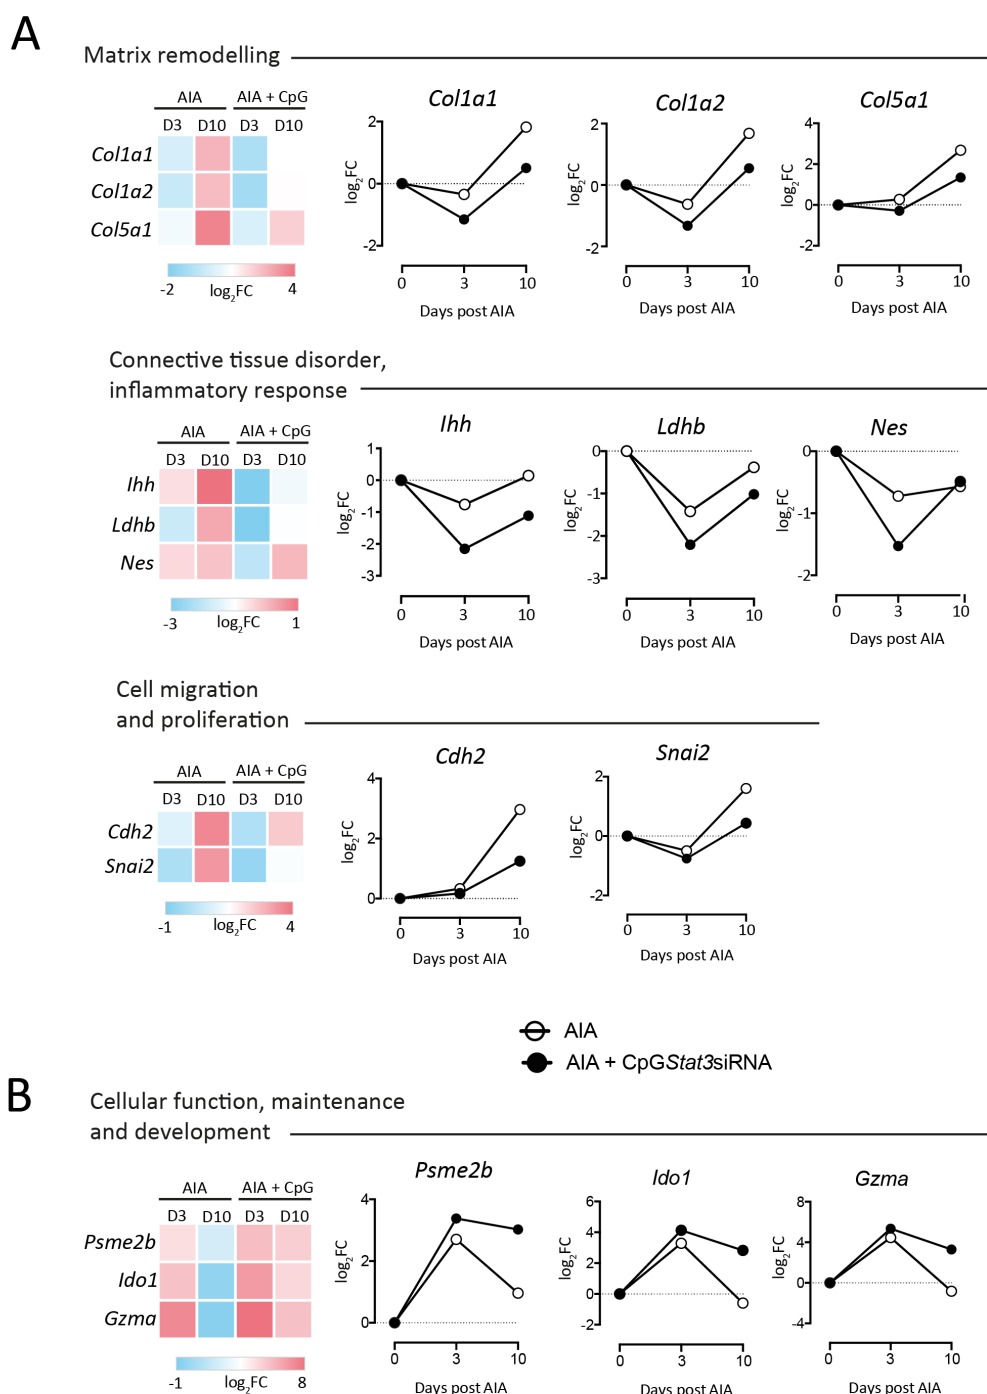 A
Matrix remodelling
AIA AIA + CpG
D3 D10 D3 D10
Col1a1
Col1a2
Col5a1
-2 log2FC 4
Col1a1
log2FC
2
0
-2
0 3 10
Days post AIA
Col1a2
log2FC
2
0
-2
0 3 10
Days post AIA
Col5a1
log2FC
4
2
0
-2
0 3 10
Days post AIA
Connective tissue disorder,
inflammatory response
AIA AIA + CpG
D3 D10 D3 D10
Ihh
Ldhb
Nes
-3 log2FC 1
Ihh
log2FC
1
0
-1
-2
-3
0 3 10
Days post AIA
Ldhb
log2FC
0
-1
-2
-3
0 3 10
Days post AIA
Nes
log2FC
0
-1
-2
0 3 10
Days post AIA
Cell migration
and proliferation
AIA AIA + CpG
D3 D10 D3 D10
Cdh2
Snai2
-1 log2FC 4
Cdh2
log2FC
4
2
0
0 3 10
Days post AIA
Snai2
log2FC
2
0
-2
0 3 10
Days post AIA
AIA
AIA + CpGStat3siRNA
B
Cellular function, maintenance
and development
AIA AIA + CpG
D3 D10 D3 D10
Psme2b
Ido1
Gzma
-1 log2FC 8
Psme2b
log2FC
4
2
0
0 3 10
Days post AIA
Ido1
log2FC
6
4
2
0
-2
0 3 10
Days post AIA
Gzma
log2FC
8
4
0
-4
0 3 10
Days post AIA